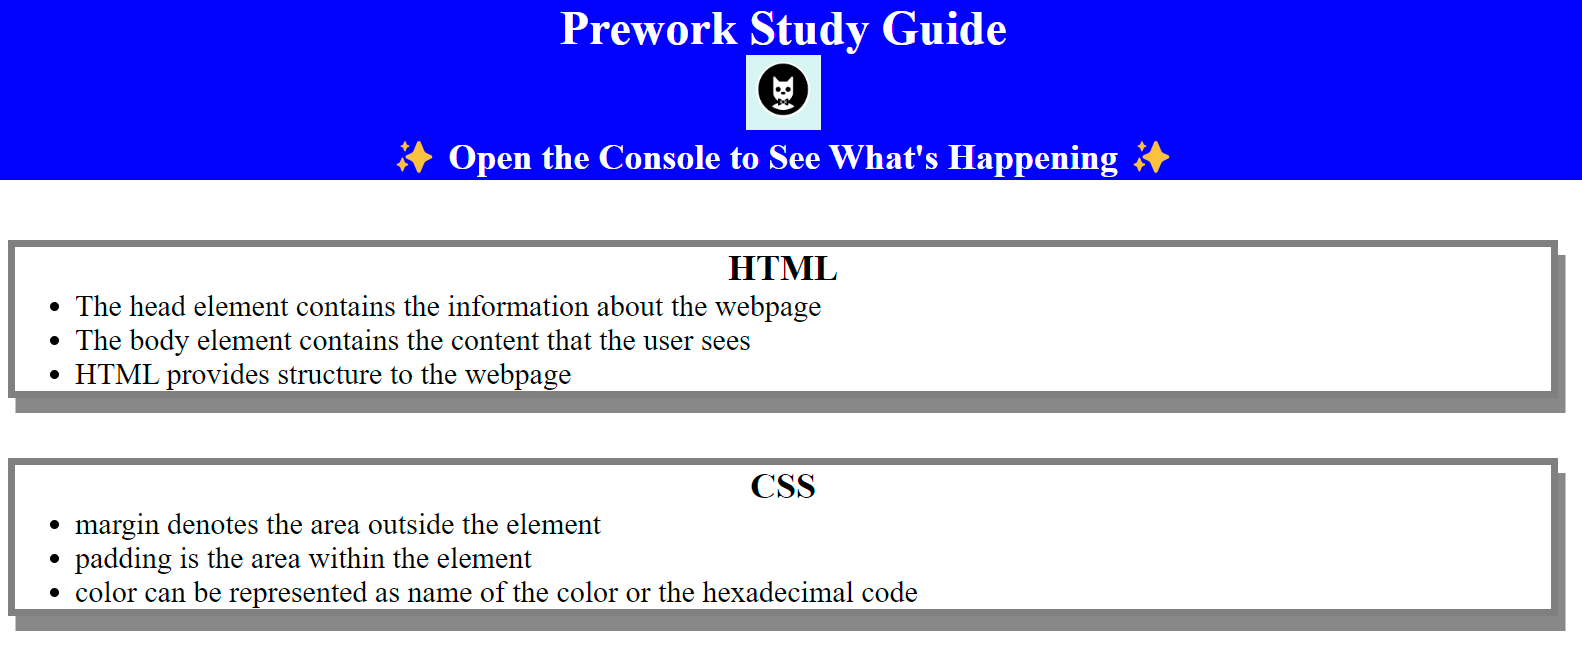 Prework Study Guide
✨ Open the Console to See What's Happening ✨
HTML
• The head element contains the information about the webpage
• The body element contains the content that the user sees
• HTML provides structure to the webpage
CSS
• margin denotes the area outside the element
• padding is the area within the element
• color can be represented as name of the color or the hexadecimal code